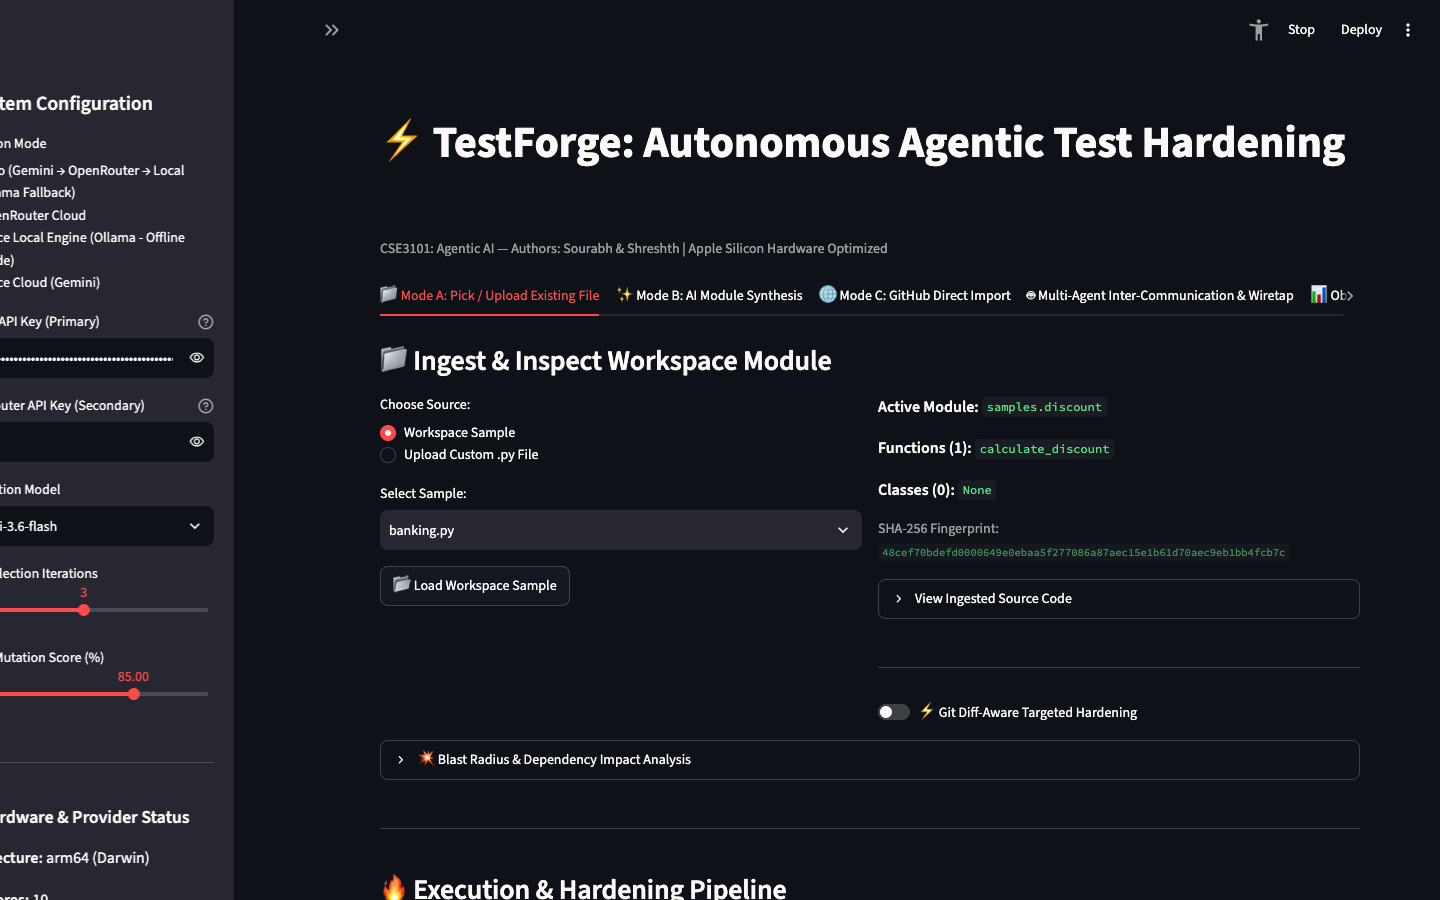 Stop
Deploy
tem Configuration
on Mode
o (Gemini → OpenRouter → Local
ma Fallback)
enRouter Cloud
ce Local Engine (Ollama - Offline
de)
ce Cloud (Gemini)
API Key (Primary)
uter API Key (Secondary)
tion Model
i-3.6-flash
lection Iterations
3
Mutation Score (%)
85.00
rdware & Provider Status
ecture: arm64 (Darwin)
ores: 10
⚡ TestForge: Autonomous Agentic Test Hardening
CSE3101: Agentic AI — Authors: Sourabh & Shreshth | Apple Silicon Hardware Optimized
Mode A: Pick / Upload Existing File
Mode B: AI Module Synthesis
Mode C: GitHub Direct Import
Multi-Agent Inter-Communication & Wiretap
Ob
Ingest & Inspect Workspace Module
Choose Source:
Workspace Sample
Upload Custom .py File
Select Sample:
banking.py
Load Workspace Sample
Active Module: samples.discount
Functions (1): calculate_discount
Classes (0): None
SHA-256 Fingerprint:
48cef70bdefd0000649e0ebaa5f277086a87aec15e1b61d70aec9eb1bb4fcb7c
View Ingested Source Code
⚡ Git Diff-Aware Targeted Hardening
Blast Radius & Dependency Impact Analysis
Execution & Hardening Pipeline